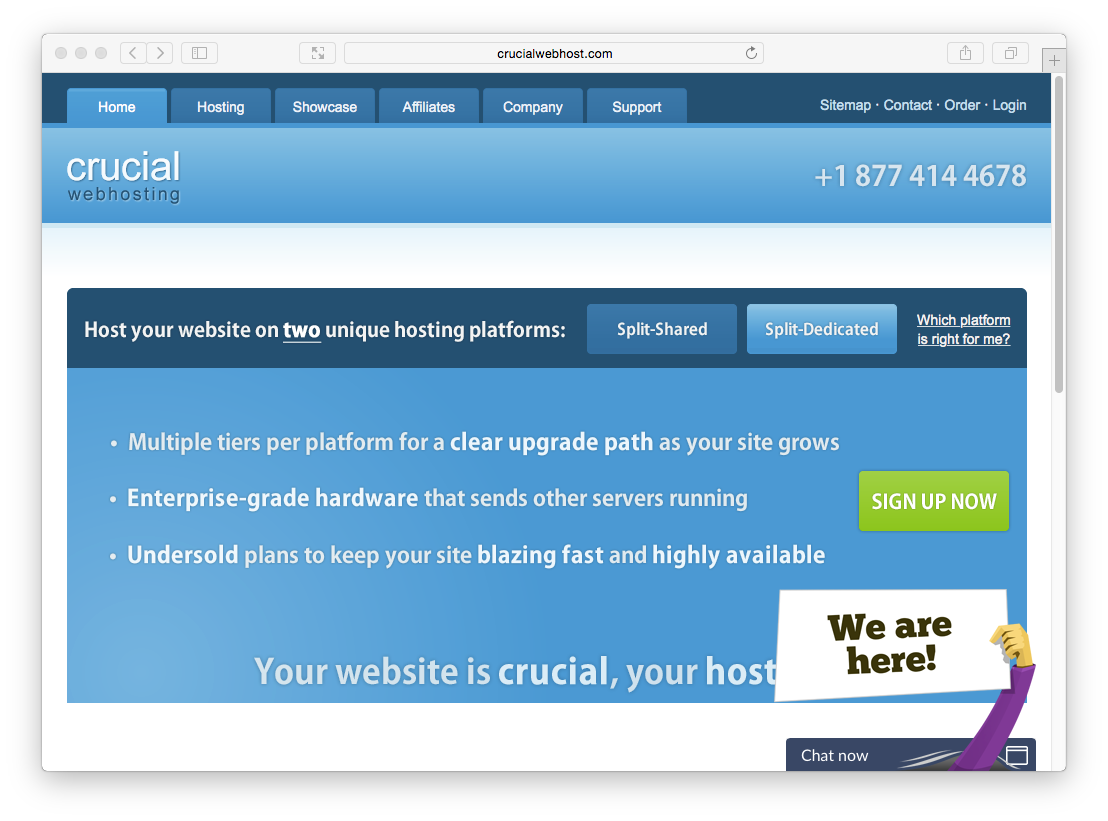 crucialwebhost.com
Home Hosting Showcase Affiliates Company Support
Sitemap · Contact · Order · Login
crucial
webhosting
+1 877 414 4678
Host your website on two unique hosting platforms:
Split-Shared
Split-Dedicated
Which platform
is right for me?
• Multiple tiers per platform for a clear upgrade path as your site grows
• Enterprise-grade hardware that sends other servers running
• Undersold plans to keep your site blazing fast and highly available
SIGN UP NOW
We are
here!
Your website is crucial, your host
Chat now